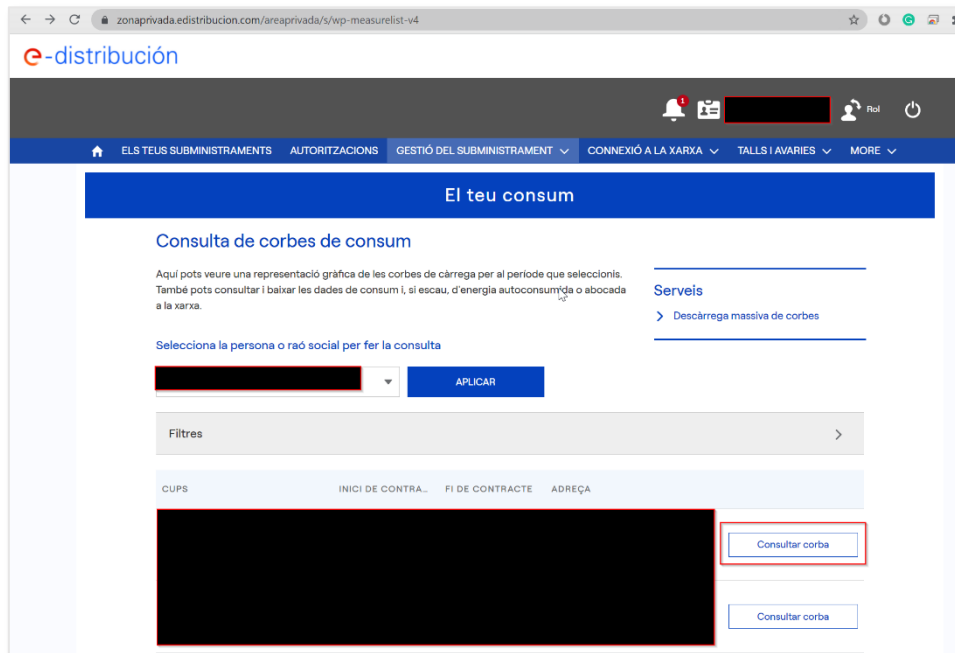 zonaprivada.edistribucion.com/areaprivada/s/wp-measurelist-v4
e-distribución
1
Rol
ELS TEUS SUBMINISTRAMENTS AUTORITZACIONS GESTIÓ DEL SUBMINISTRAMENT CONNEXIÓ A LA XARXA TALLS I AVARIES MORE
El teu consum
Consulta de corbes de consum
Aquí pots veure una representació gràfica de les corbes de càrrega per al període que seleccionis.
També pots consultar i baixar les dades de consum i, si escau, d'energia autoconsumida o abocada
a la xarxa.
Serveis
Descàrrega massiva de corbes
Selecciona la persona o raó social per fer la consulta
APLICAR
Filtres
CUPS INICI DE CONTRA... FI DE CONTRACTE ADREÇA
Consultar corba
Consultar corba